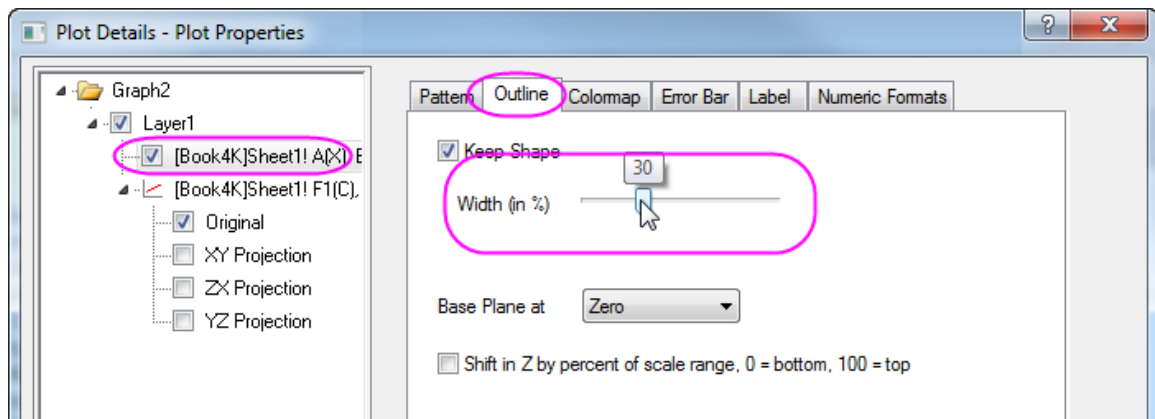 Plot Details - Plot Properties
Graph2
Layer1
[Book4K]Sheet1! A(X) E
[Book4K]Sheet1! F1(C),
Original
XY Projection
ZX Projection
YZ Projection
Pattern Outline Colormap Error Bar Label Numeric Formats
Keep Shape
30
Width (in %)
Base Plane at Zero
Shift in Z by percent of scale range, 0 = bottom, 100 = top